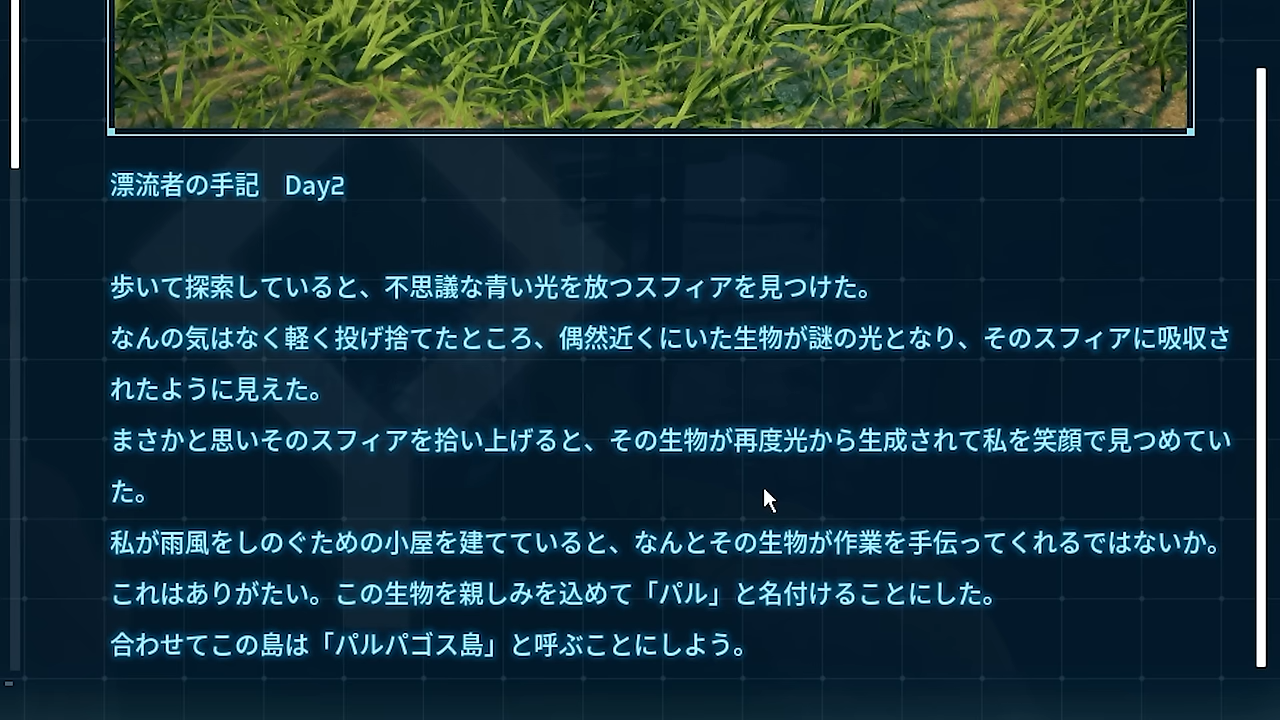 漂流者の手記　Day2
歩いて探索していると、不思議な青い光を放つスフィアを見つけた。
なんの気はなく軽く投げ捨てたところ、偶然近くにいた生物が謎の光となり、そのスフィアに吸収さ
れたように見えた。
まさかと思いそのスフィアを拾い上げると、その生物が再度光から生成されて私を笑顔で見つめてい
た。
私が雨風をしのぐための小屋を建てていると、なんとその生物が作業を手伝ってくれるではないか。
これはありがたい。この生物を親しみを込めて「パル」と名付けることにした。
合わせてこの島は「パルパゴス島」と呼ぶことにしよう。